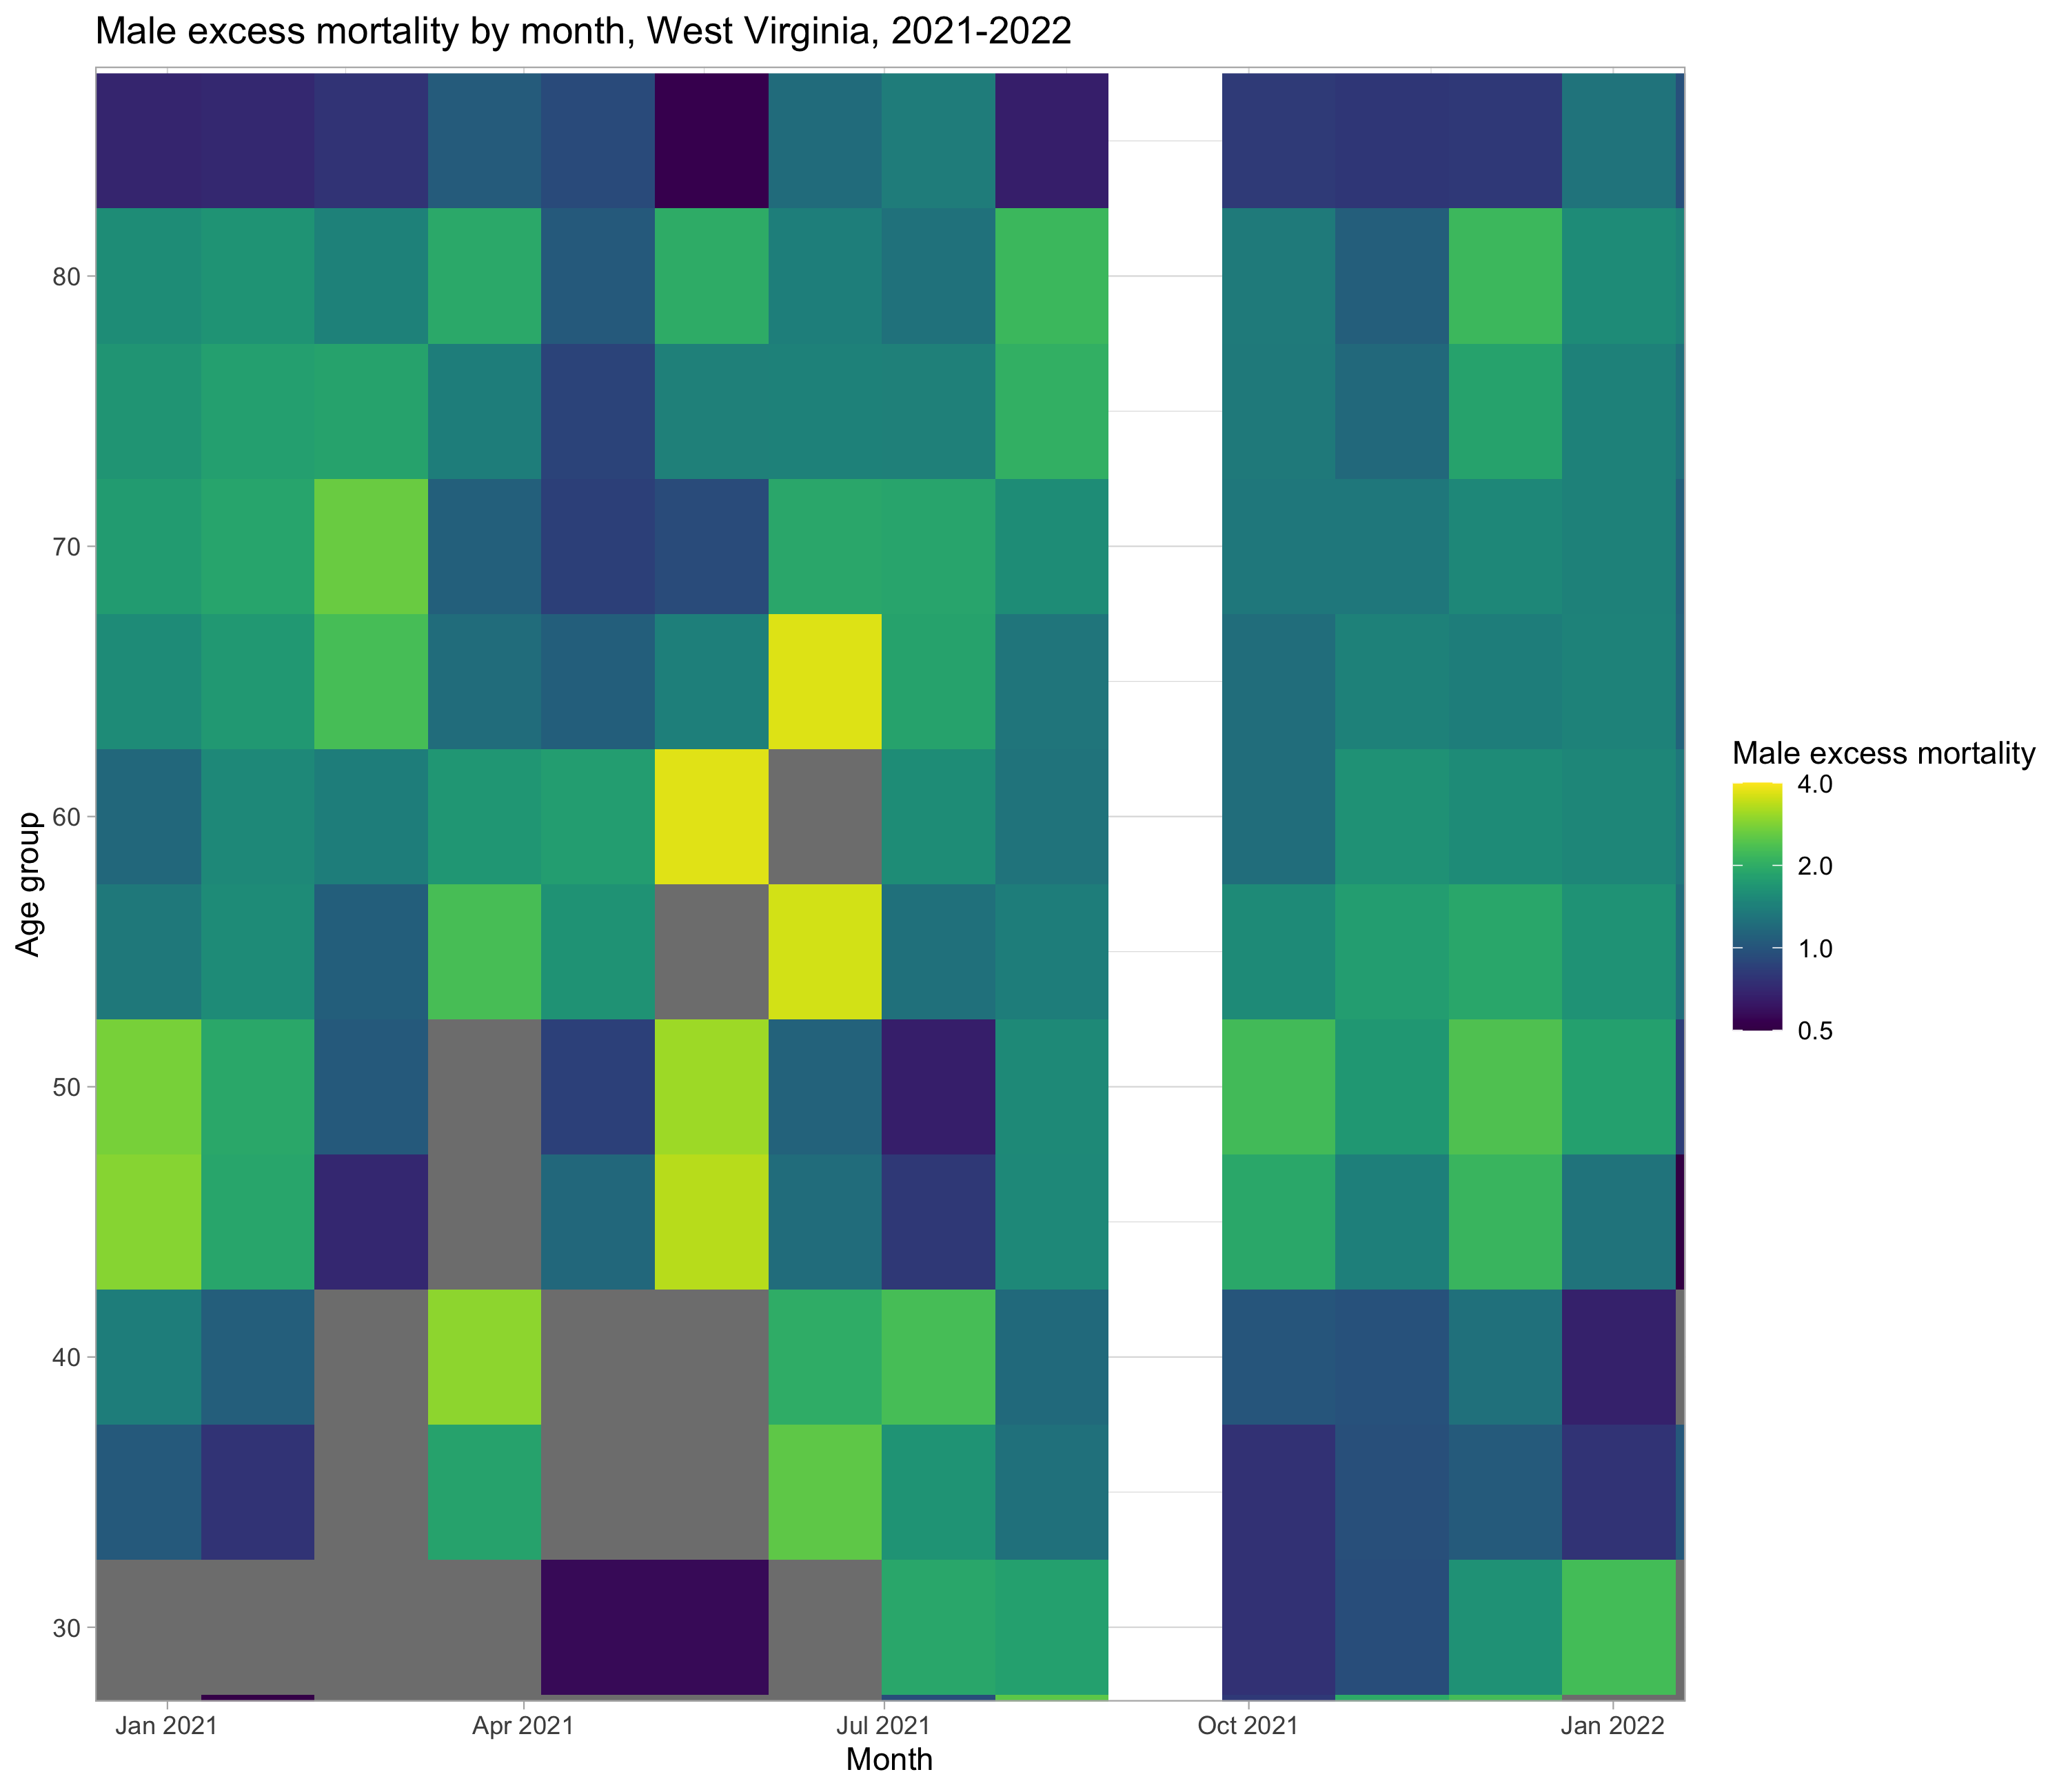 Male excess mortality by month, West Virginia, 2021-2022
Age group
80
70
60
50
40
30
Jan 2021
Apr 2021
Jul 2021
Oct 2021
Jan 2022
Month
Male excess mortality
4.0
2.0
1.0
0.5